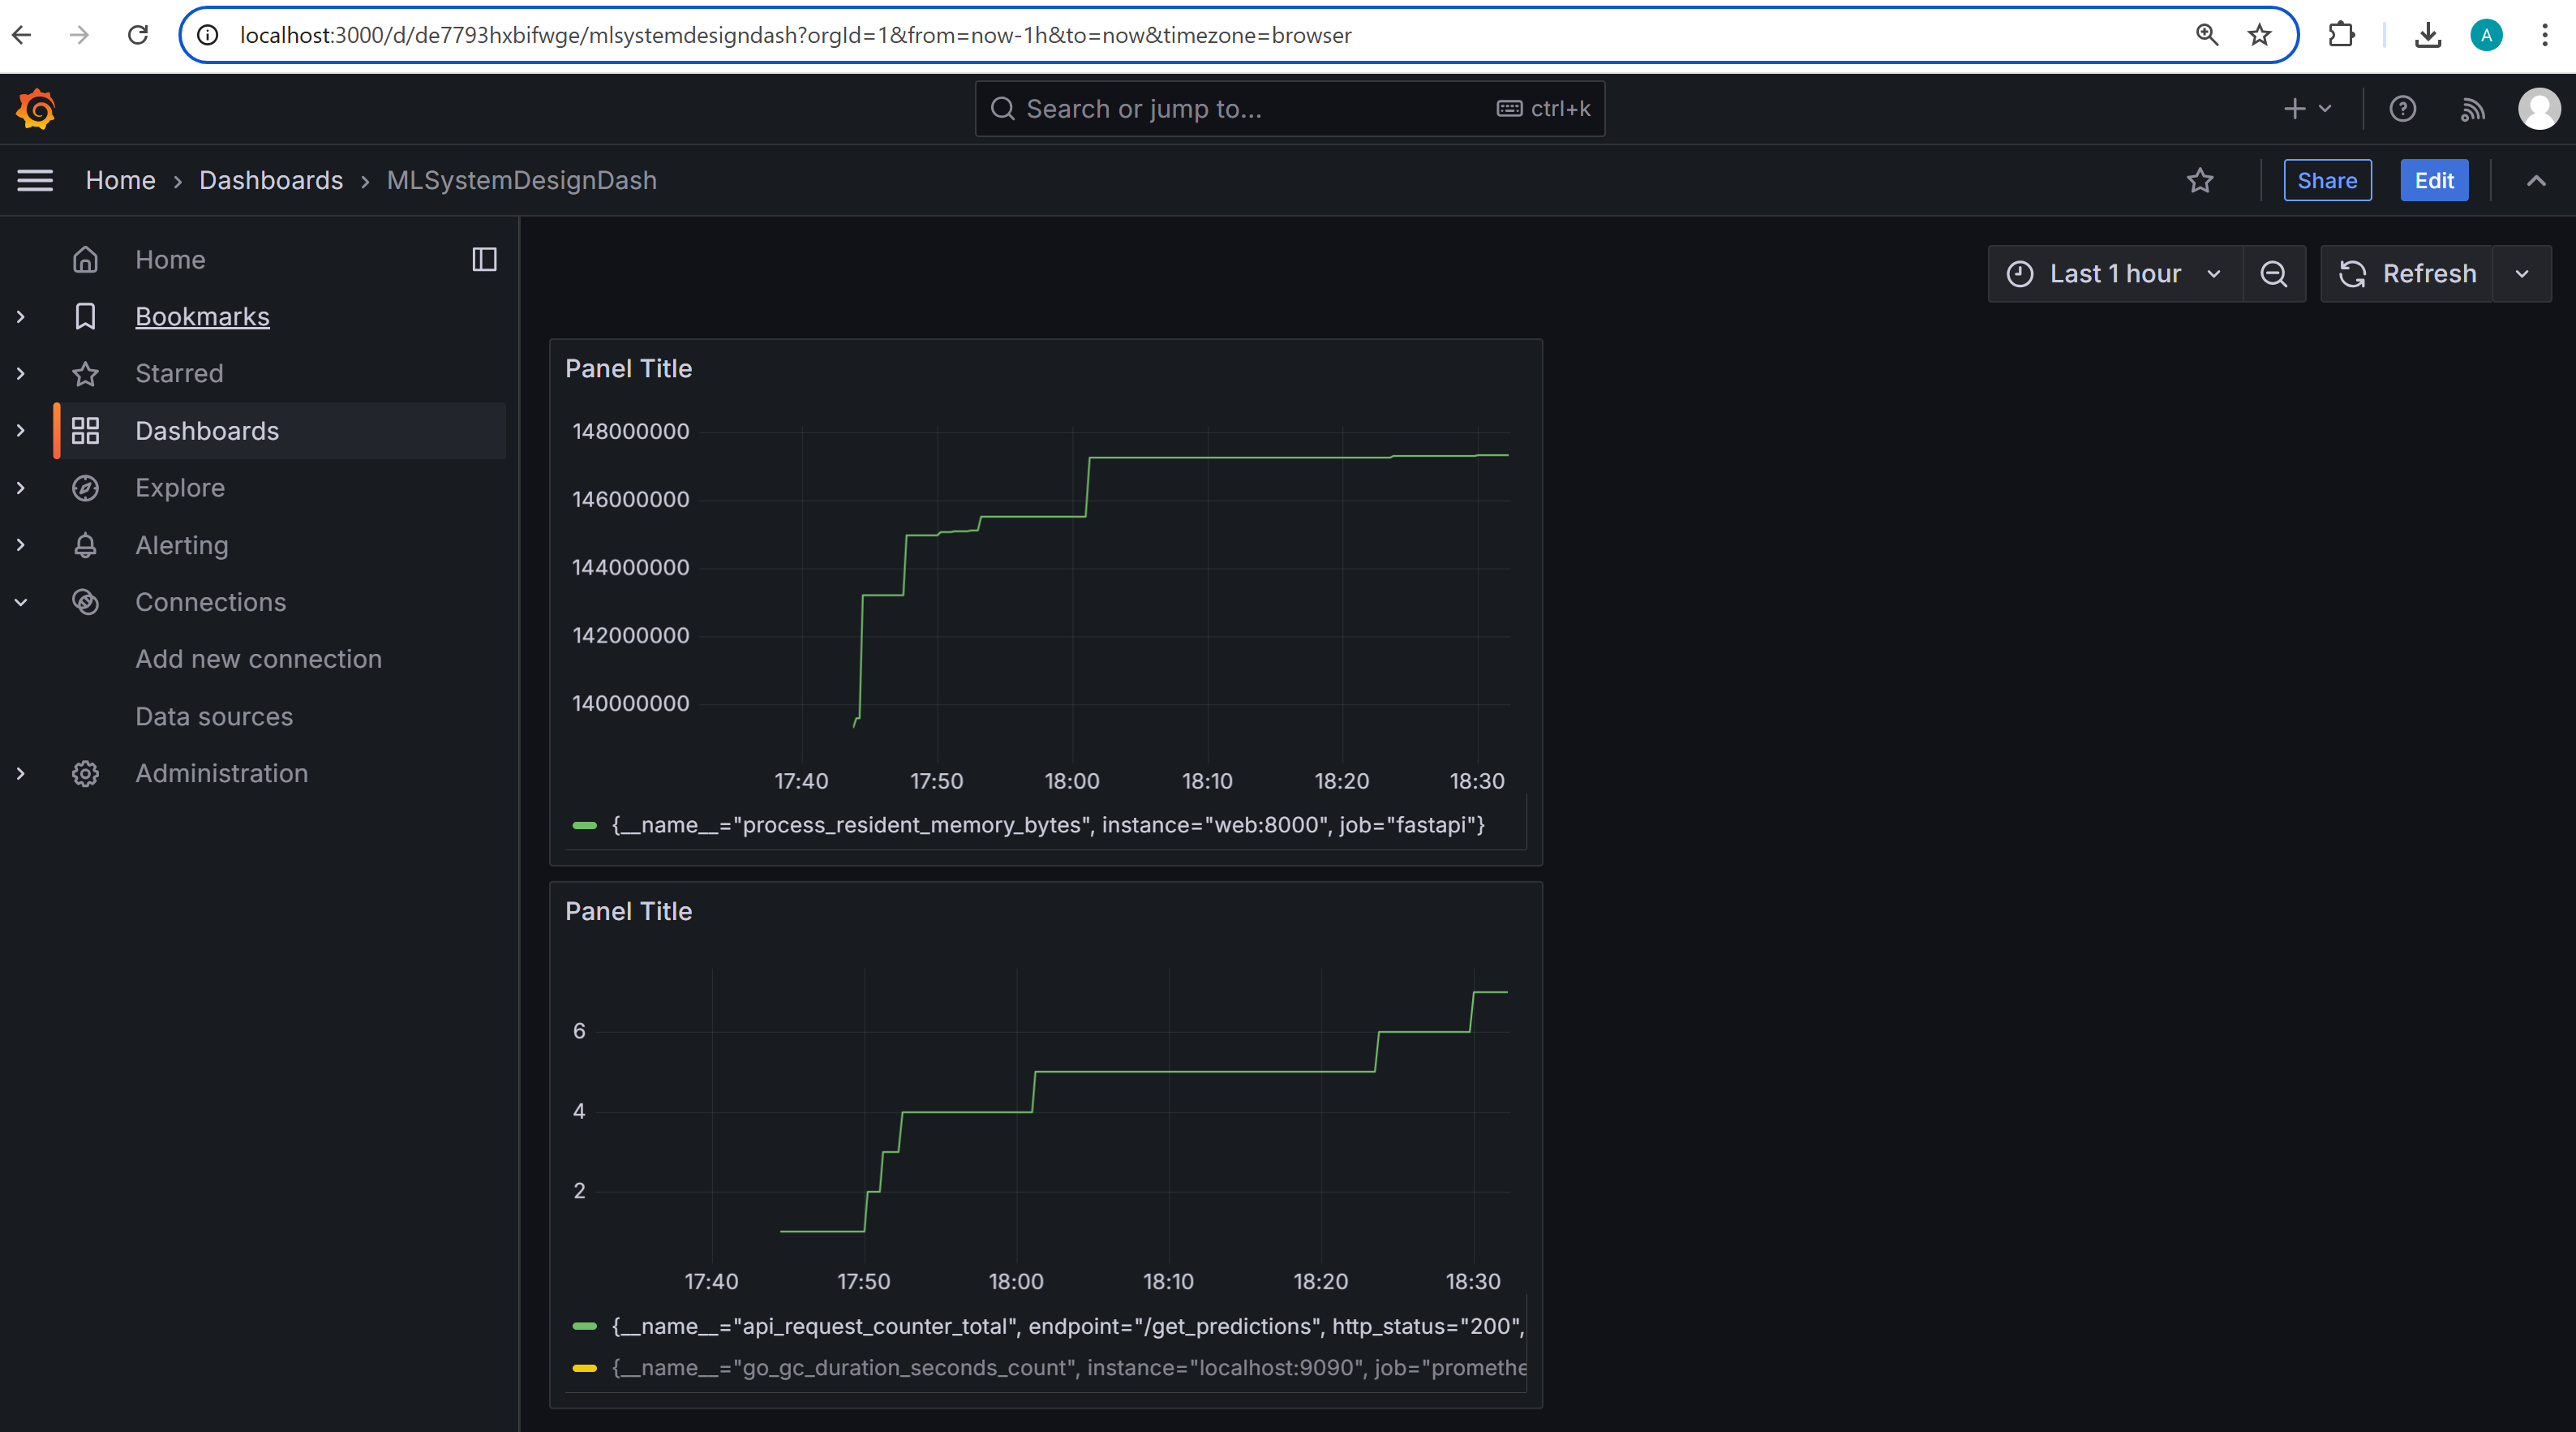 localhost:3000/d/de7793hxbifwge/mlsystemdesigndash?orgId=1&from=now-1h&to=now&timezone=browser
A
Search or jump to...
ctrl+k
Home › Dashboards › MLSystemDesignDash
Share
Edit
Home
Bookmarks
Starred
Dashboards
Explore
Alerting
Connections
Add new connection
Data sources
Administration
Last 1 hour
Refresh
Panel Title
148000000
146000000
144000000
142000000
140000000
17:40 17:50 18:00 18:10 18:20 18:30
{__name__="process_resident_memory_bytes", instance="web:8000", job="fastapi"}
Panel Title
6
4
2
17:40 17:50 18:00 18:10 18:20 18:30
{__name__="api_request_counter_total", endpoint="/get_predictions", http_status="200",
{__name__="go_gc_duration_seconds_count", instance="localhost:9090", job="promethe